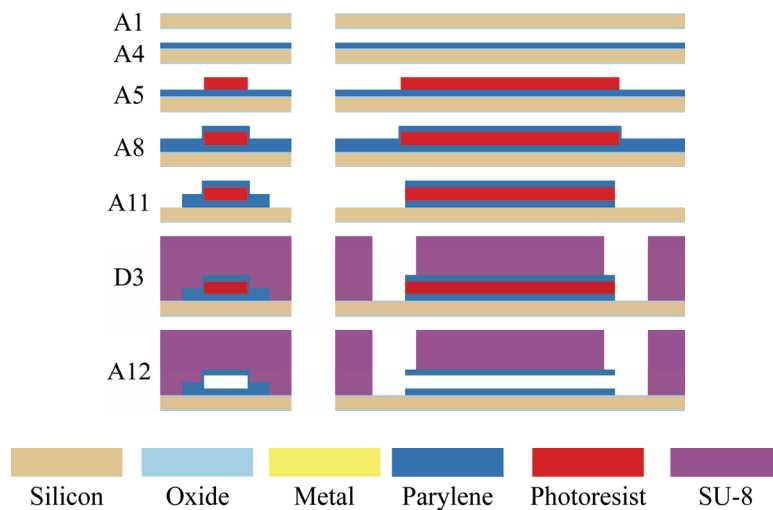 A1
A4
A5
A8
A11
D3
A12
Silicon Oxide Metal Parylene Photoresist SU-8